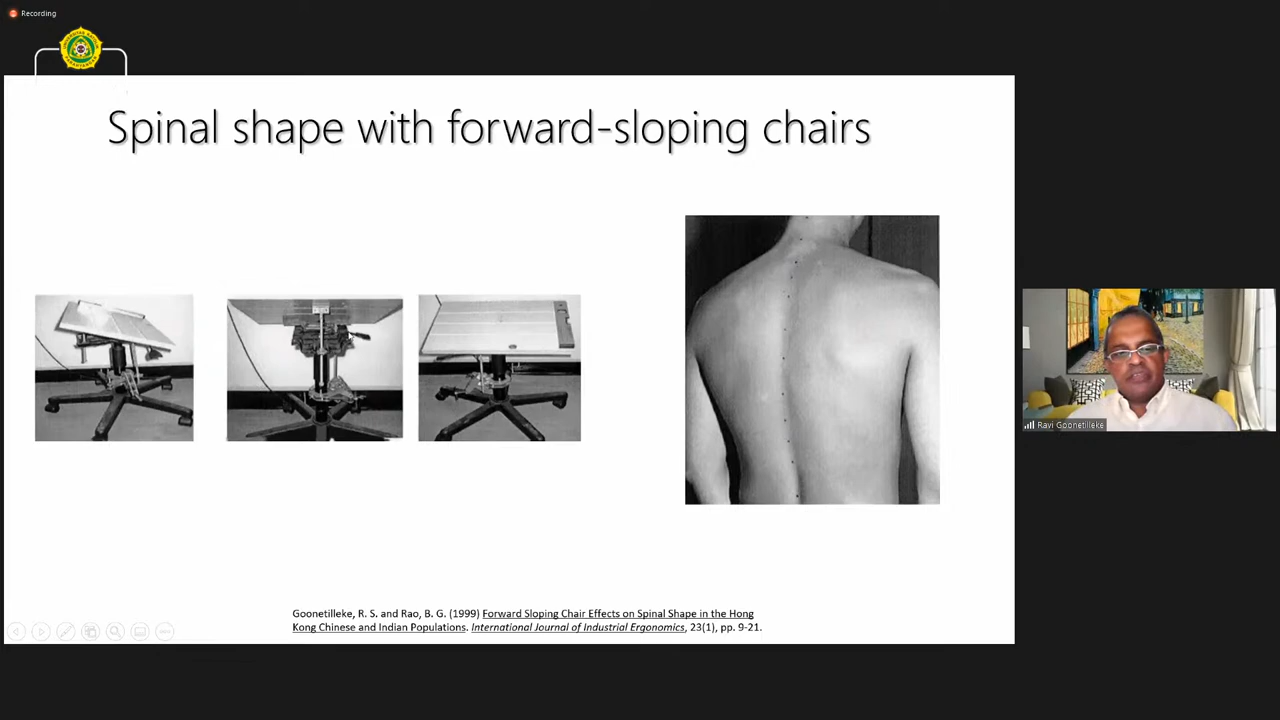 Recording
Spinal shape with forward-sloping chairs
Goonetilleke, R. S. and Rao, B. G. (1999) Forward Sloping Chair Effects on Spinal Shape in the Hong
Kong Chinese and Indian Populations. International Journal of Industrial Ergonomics, 23(1), pp. 9-21.
Ravi Goonetilleke